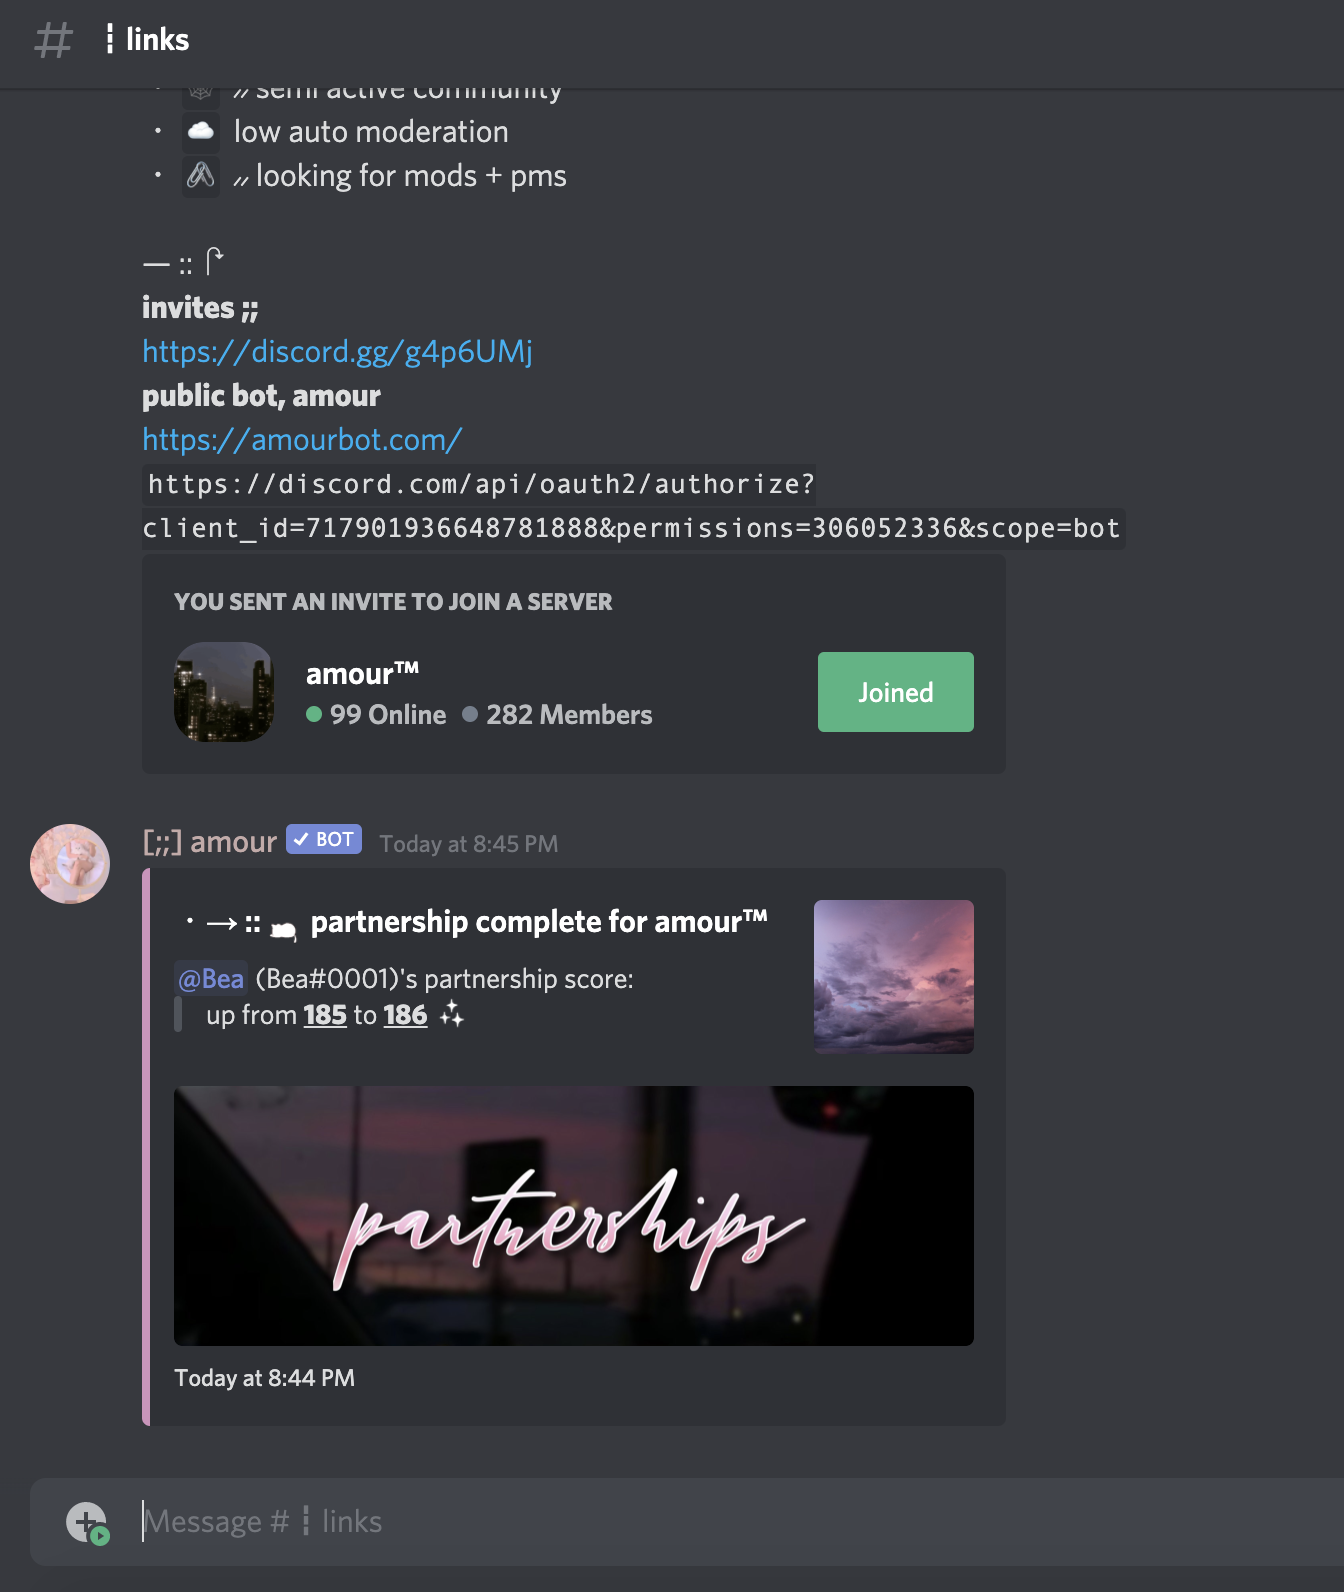 # ┇ links
· 〃semi active community
· ☁️ low auto moderation
· 🖇️ 〃looking for mods + pms
— :: ↱
invites ;;
https://discord.gg/g4p6UMj
public bot, amour
https://amourbot.com/
https://discord.com/api/oauth2/authorize?
client_id=717901936648781888&permissions=306052336&scope=bot
YOU SENT AN INVITE TO JOIN A SERVER
amour™
99 Online 282 Members
Joined
[;;] amour ✓ BOT Today at 8:45 PM
· → :: partnership complete for amour™
@Bea (Bea#0001)'s partnership score:
up from 185 to 186
partnerships
Today at 8:44 PM
Message # ┇ links